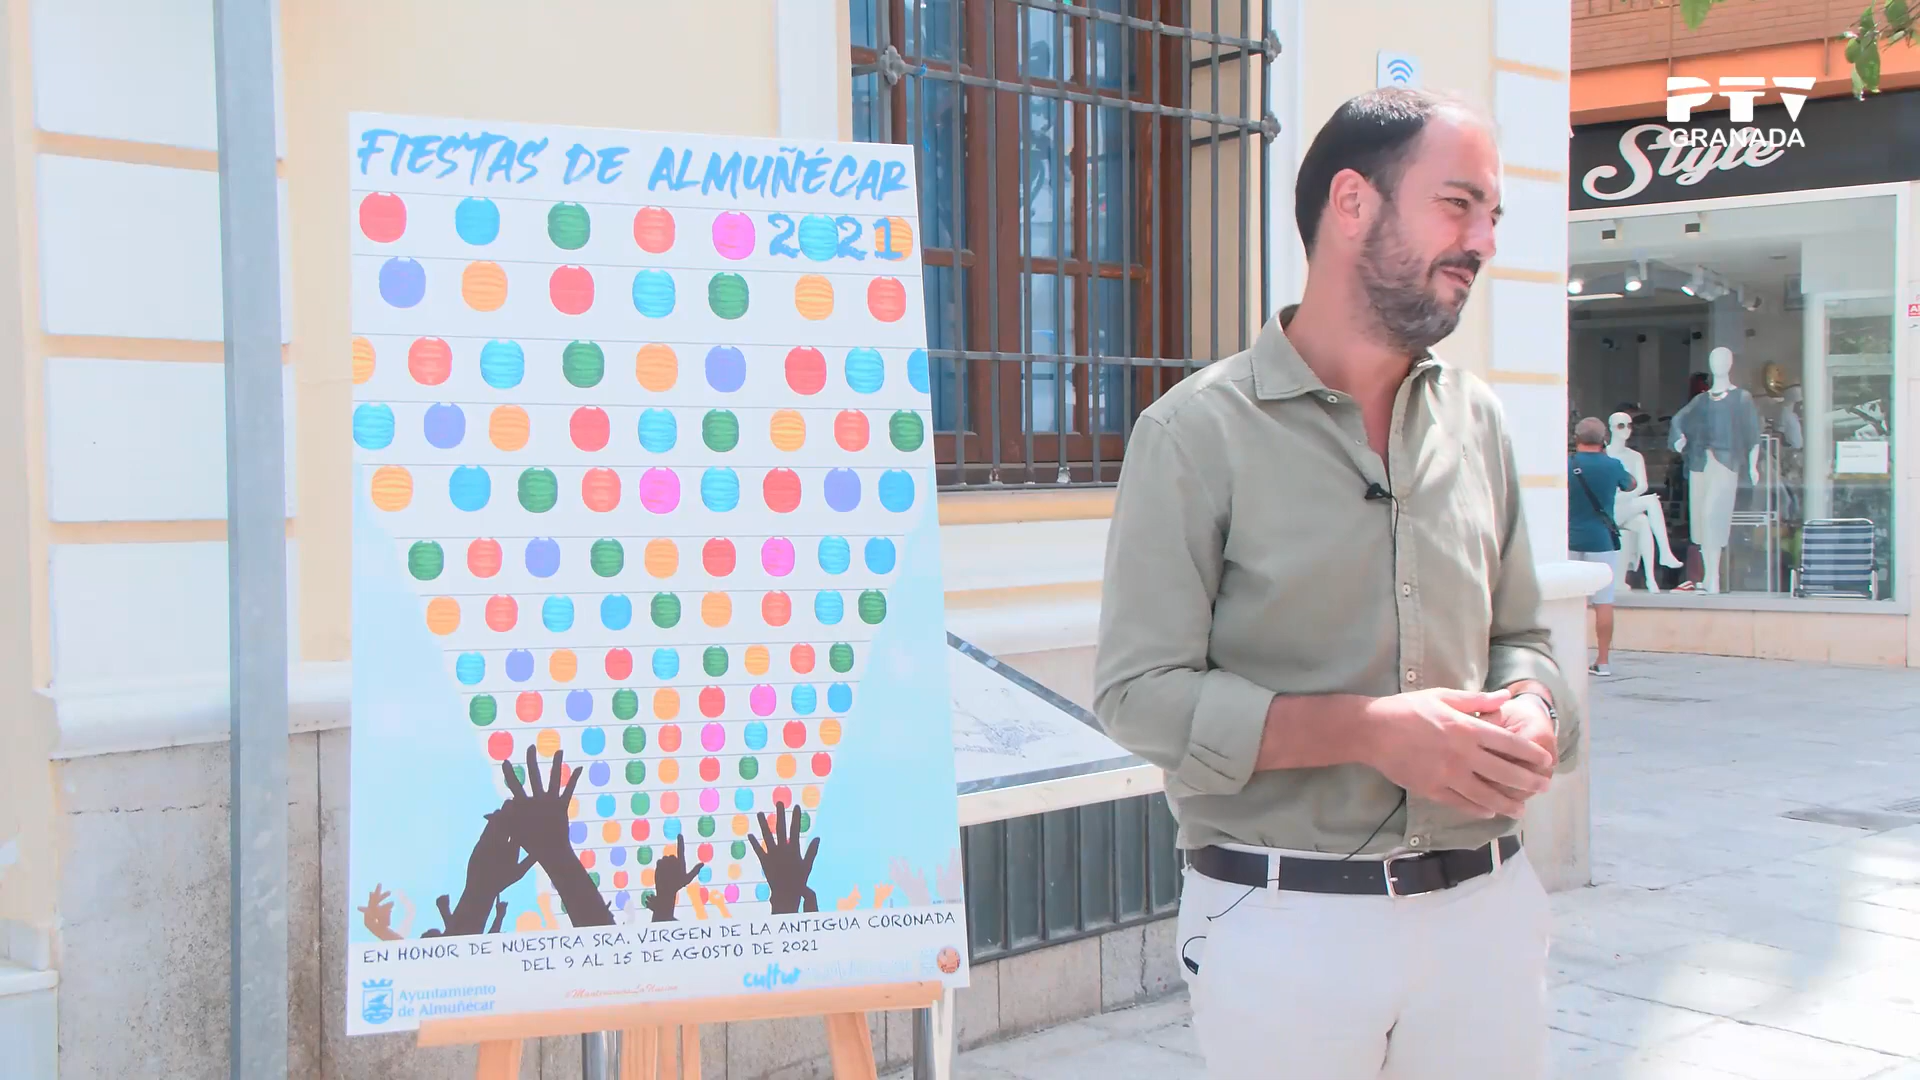 FIESTAS DE ALMUÑÉCAR
2021
EN HONOR DE NUESTRA SRA. VIRGEN DE LA ANTIGUA CORONADA
DEL 9 AL 15 DE AGOSTO DE 2021
Ayuntamiento
de Almuñécar
cultur
PTV
GRANADA
Style